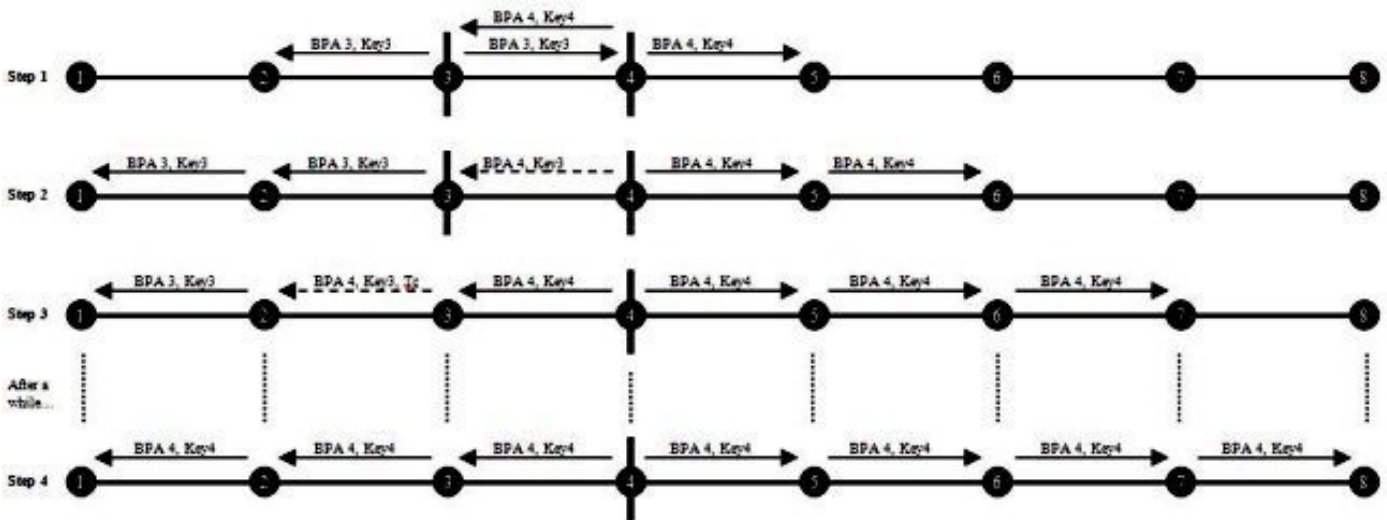 BPA 4, Key4
BPA 3, Key3 BPA 3, Key3 BPA 4, Key4
Step 1 1 2 3 4 5 6 7 8
BPA 3, Key3 BPA 3, Key3 BPA 4, Key3 BPA 4, Key4 BPA 4, Key4
Step 2 1 2 3 4 5 6 7 8
BPA 3, Key3 BPA 4, Key3, Tc BPA 4, Key4 BPA 4, Key4 BPA 4, Key4 BPA 4, Key4
Step 3 1 2 3 4 5 6 7 8
After a
while...
BPA 4, Key4 BPA 4, Key4 BPA 4, Key4 BPA 4, Key4 BPA 4, Key4 BPA 4, Key4 BPA 4, Key4
Step 4 1 2 3 4 5 6 7 8